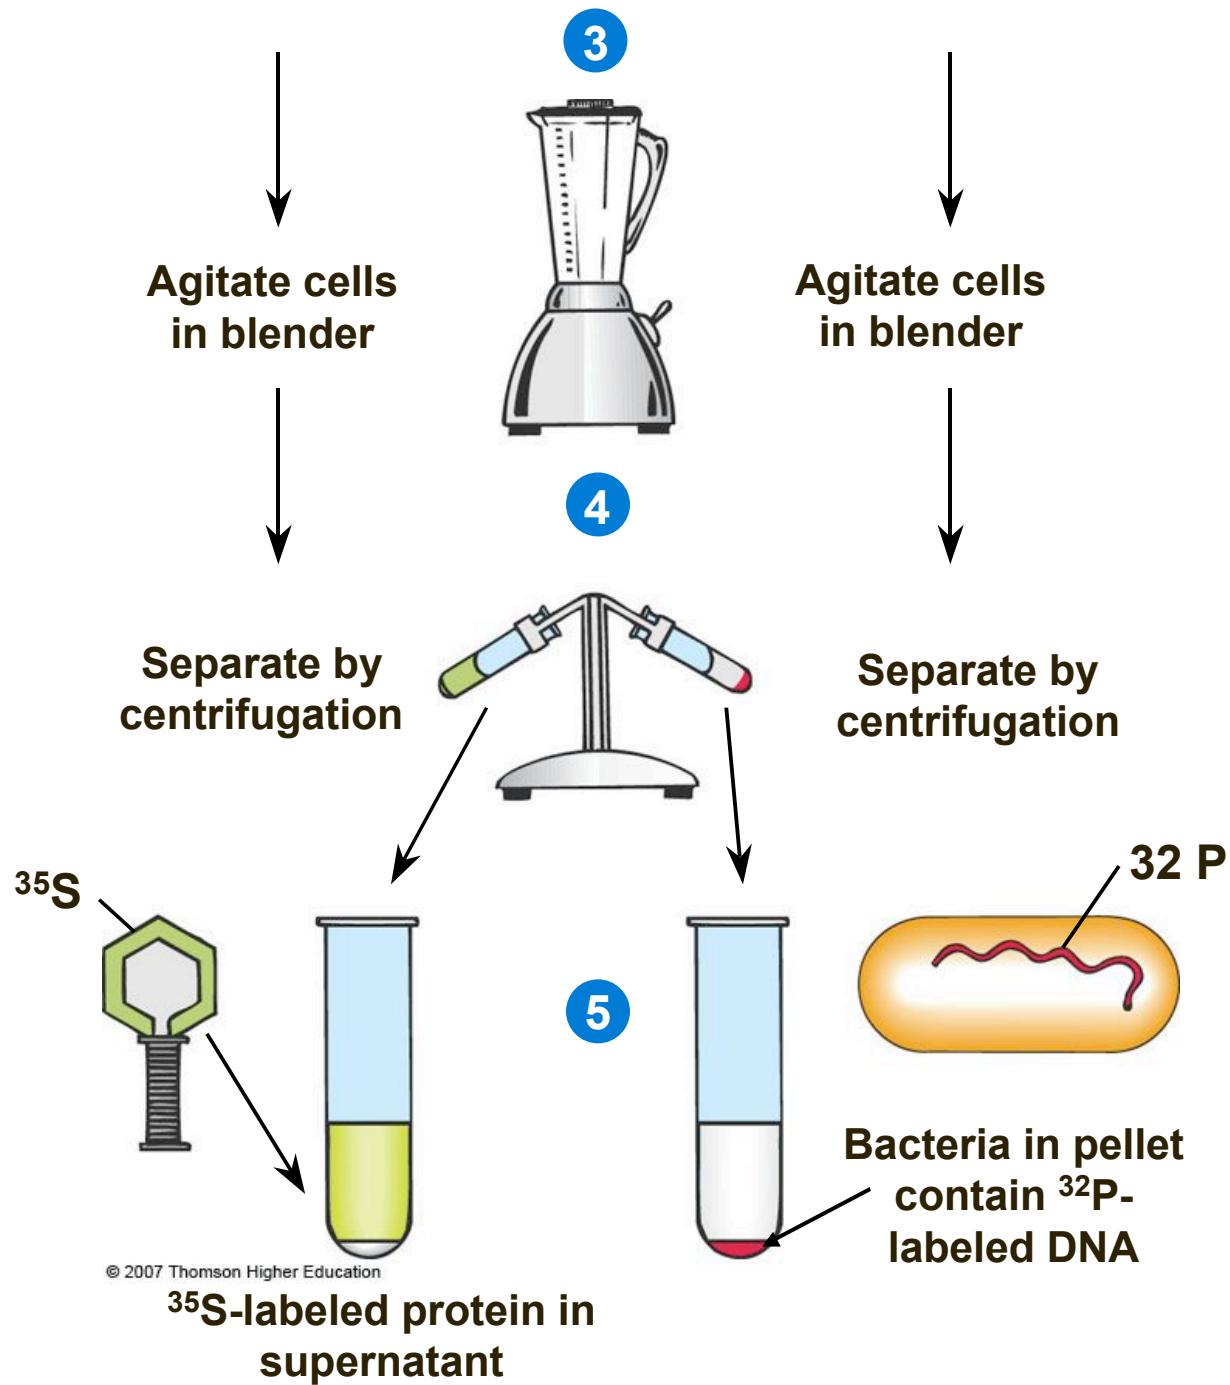 3
Agitate cells
in blender
Agitate cells
in blender
4
Separate by
centrifugation
Separate by
centrifugation
³⁵S
32 P
5
Bacteria in pellet
contain ³²P-
labeled DNA
© 2007 Thomson Higher Education
³⁵S-labeled protein in
supernatant